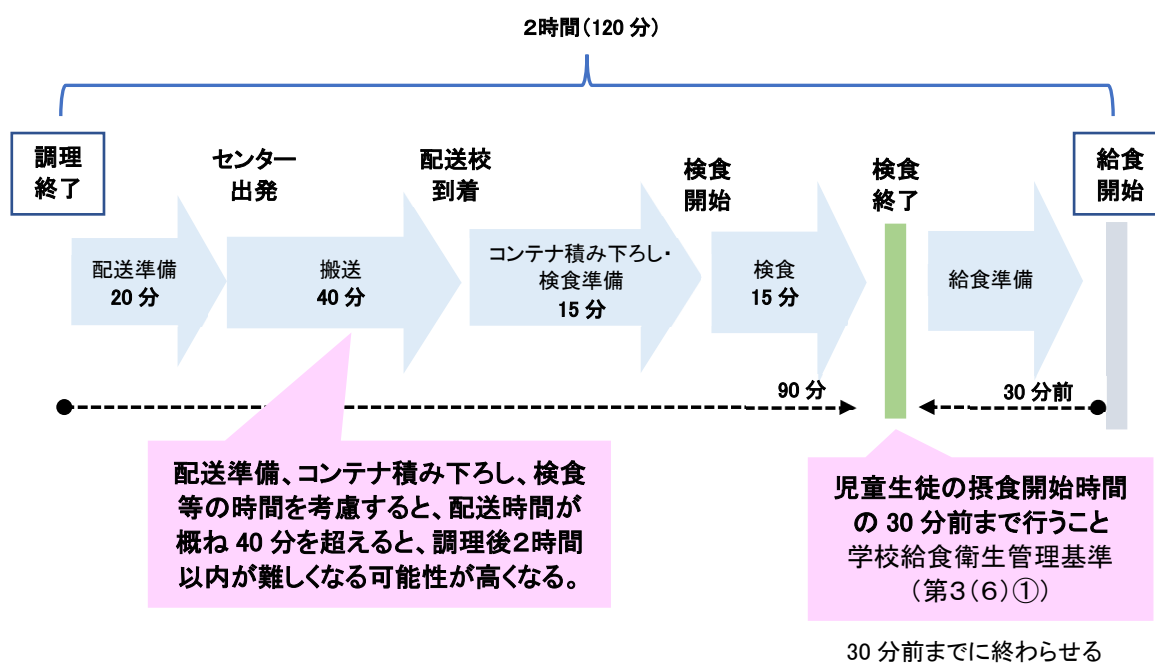 2時間(120 分)
調理
終了
センター
出発
配送校
到着
検食
開始
検食
終了
給食
開始
配送準備
20 分
搬送
40 分
コンテナ積み下ろし・
検食準備
15 分
検食
15 分
給食準備
90 分
30 分前
配送準備、コンテナ積み下ろし、検食
等の時間を考慮すると、配送時間が
概ね 40 分を超えると、調理後2時間
以内が難しくなる可能性が高くなる。
児童生徒の摂食開始時間
の 30 分前まで行うこと
学校給食衛生管理基準
(第3(6)①)
30 分前までに終わらせる